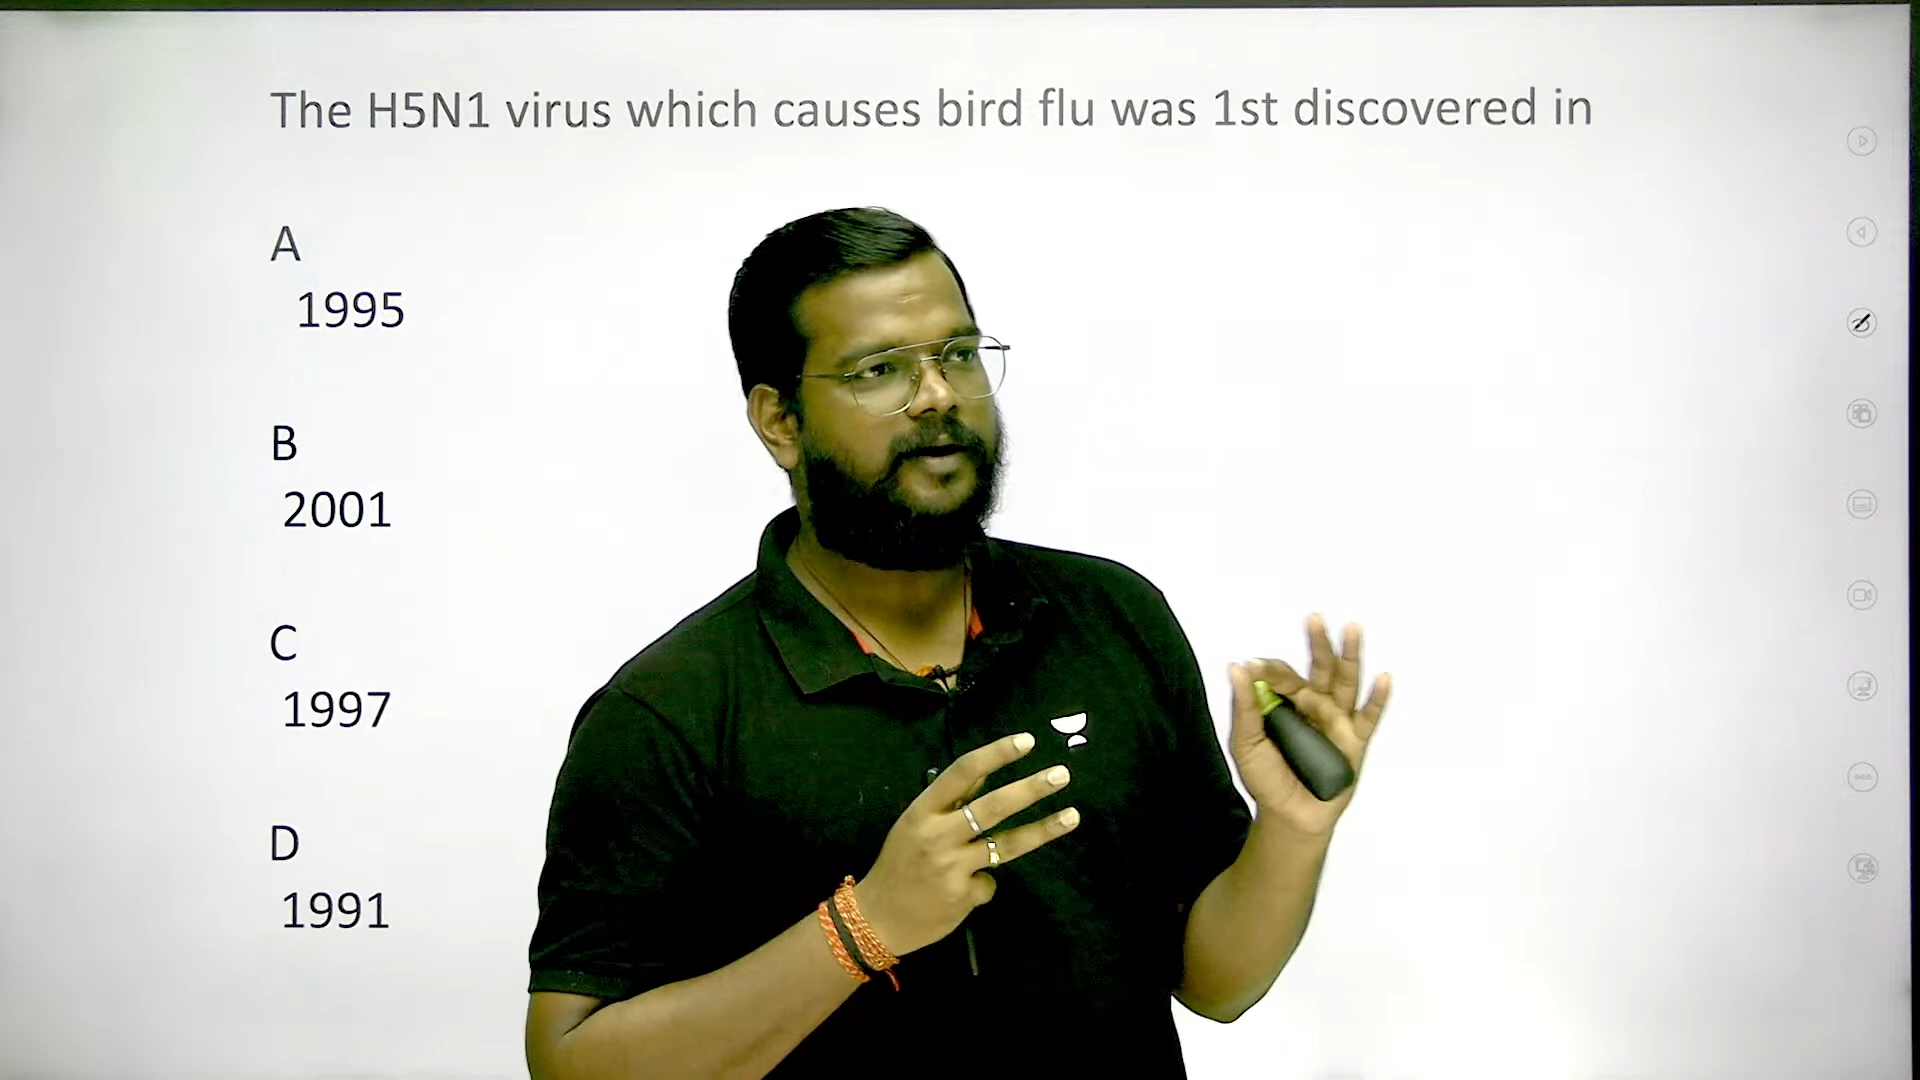 The H5N1 virus which causes bird flu was 1st discovered in
A
1995
B
2001
C
1997
D
1991